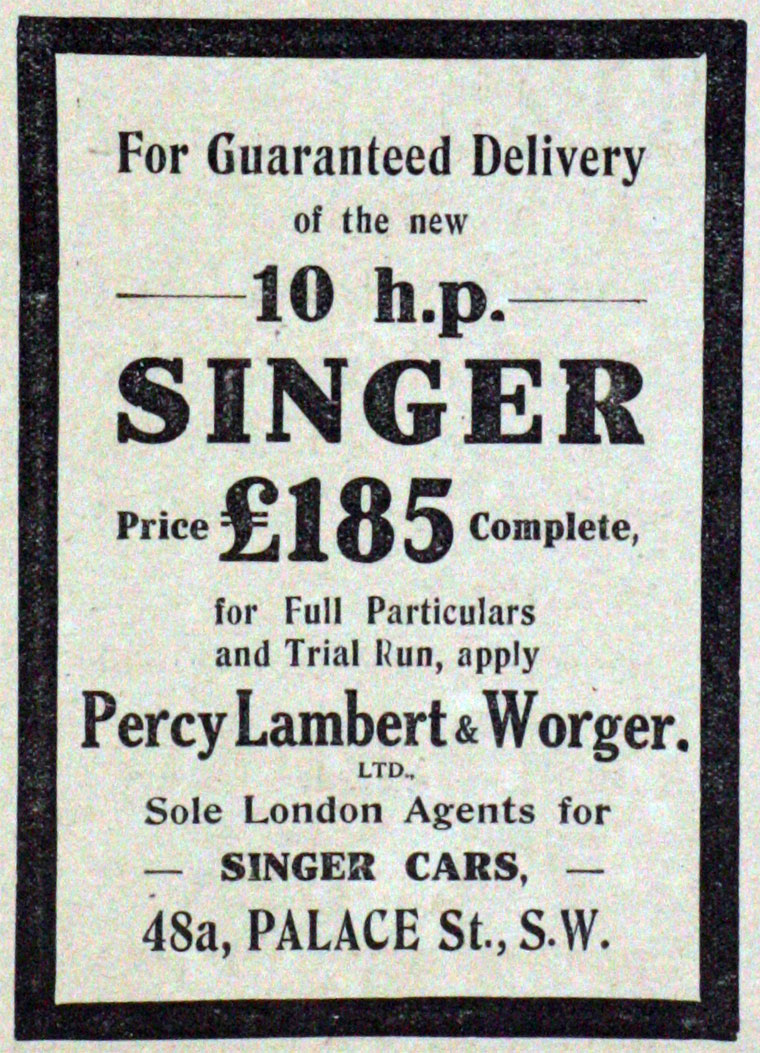 For Guaranteed Delivery
of the new
10 h.p.
SINGER
Price £185 Complete,
for Full Particulars
and Trial Run, apply
Percy Lambert & Worger.
LTD.,
Sole London Agents for
— SINGER CARS, —
48a, PALACE St., S.W.